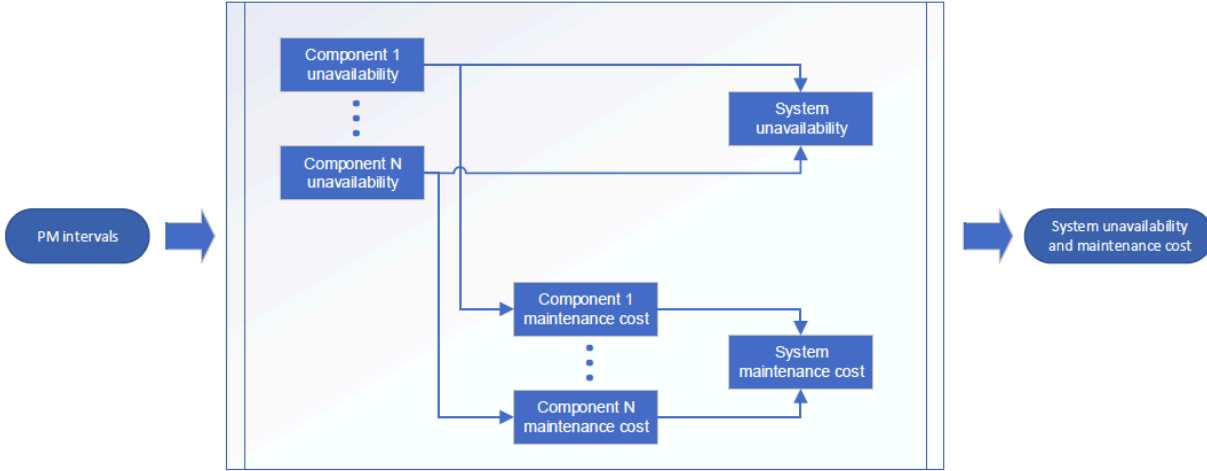 Component 1
unavailability
Component N
unavailability
System
unavailability
PM intervals
System unavailability
and maintenance cost
Component 1
maintenance cost
System
maintenance cost
Component N
maintenance cost